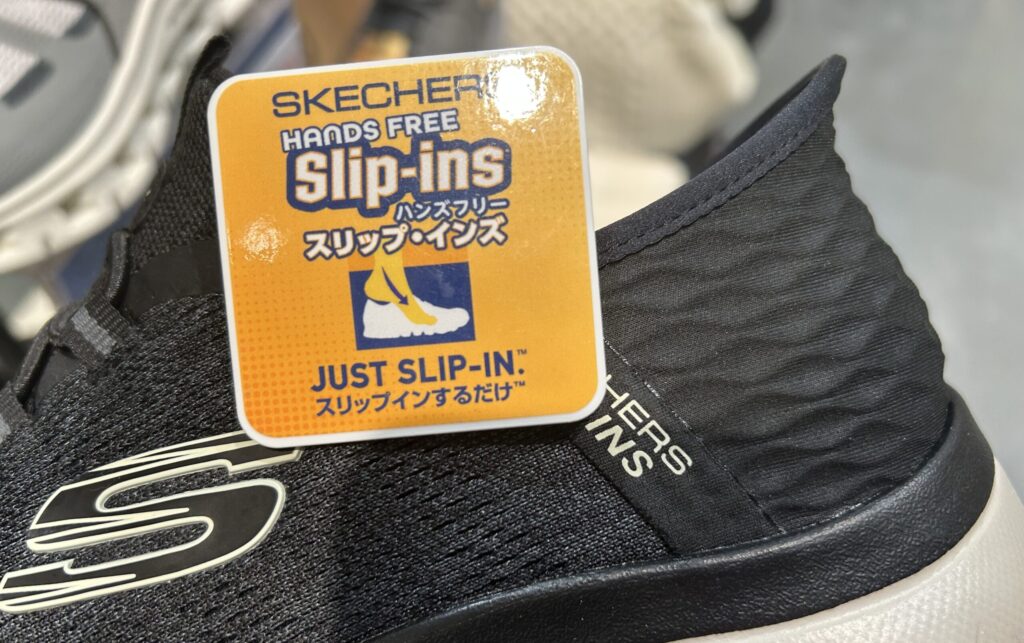 SKECHERS
HANDS FREE
Slip-ins
ハンズフリー
スリップ・インズ
JUST SLIP-IN.™
スリップインするだけ™
HERS
INS
S